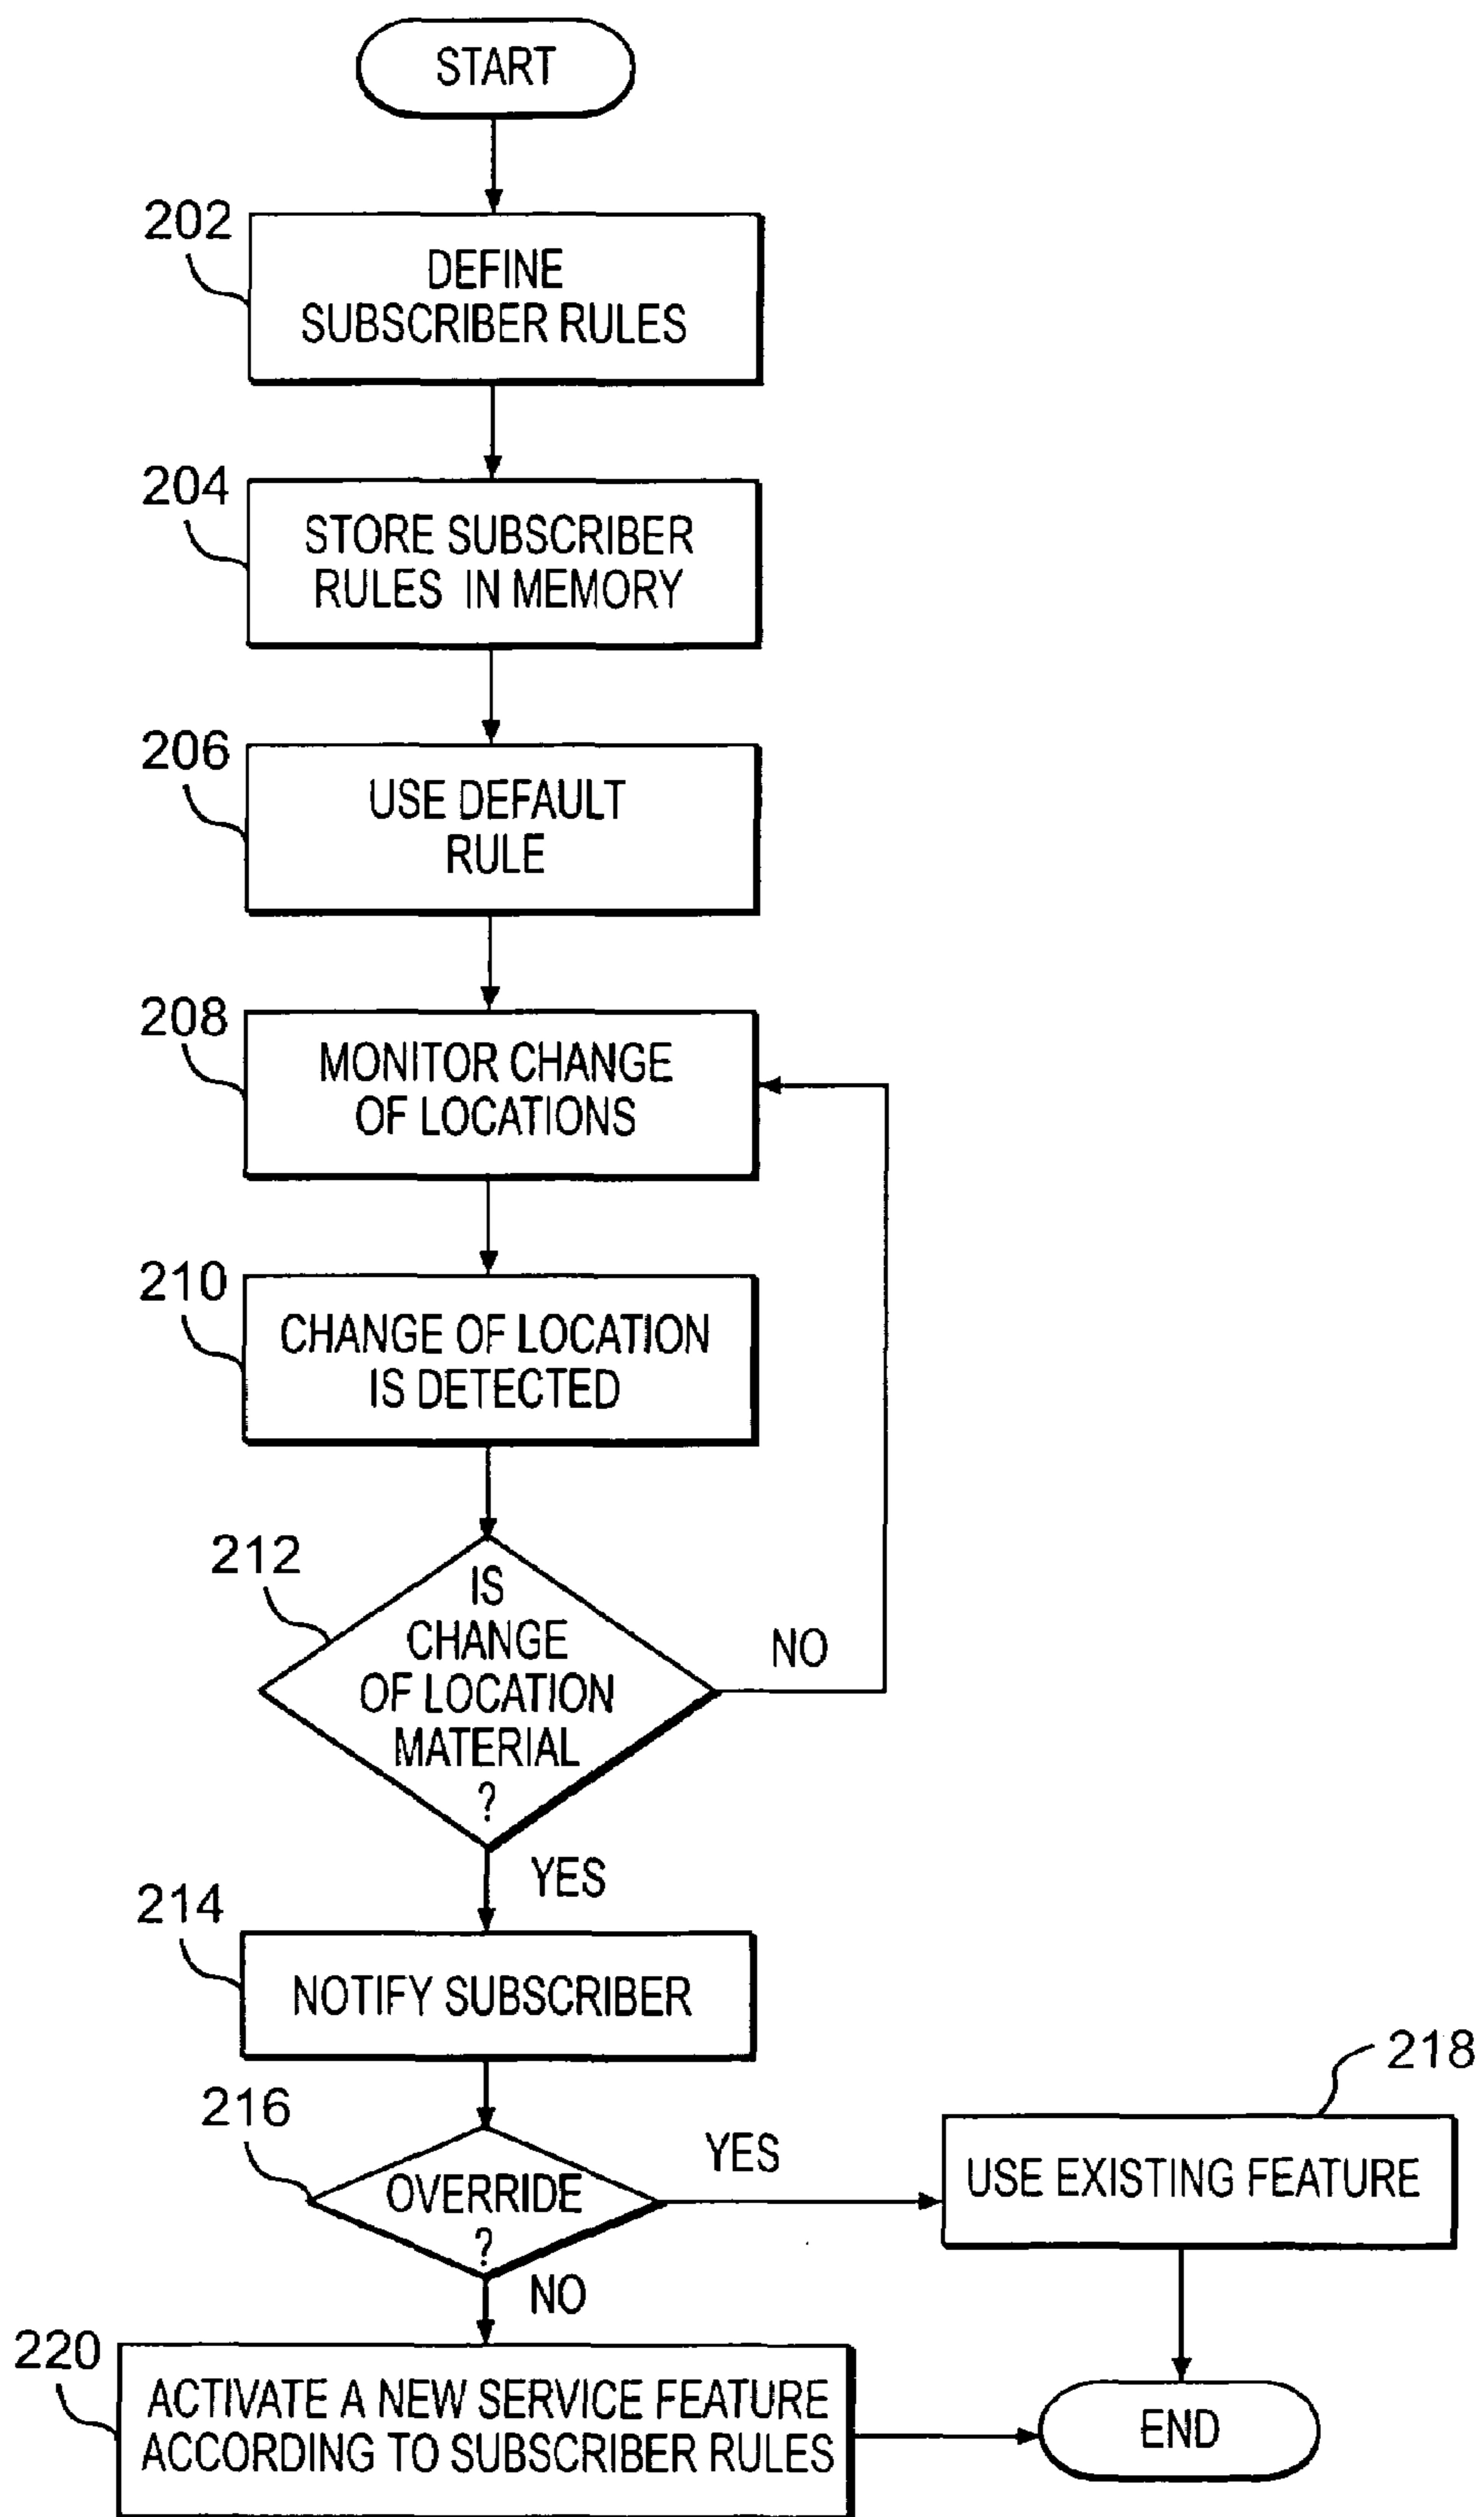 START
202
DEFINE
SUBSCRIBER RULES
204
STORE SUBSCRIBER
RULES IN MEMORY
206
USE DEFAULT
RULE
208
MONITOR CHANGE
OF LOCATIONS
210
CHANGE OF LOCATION
IS DETECTED
212
IS
CHANGE
OF LOCATION
MATERIAL
?
NO
YES
214
NOTIFY SUBSCRIBER
216
OVERRIDE
?
YES
218
USE EXISTING FEATURE
NO
220
ACTIVATE A NEW SERVICE FEATURE
ACCORDING TO SUBSCRIBER RULES
END